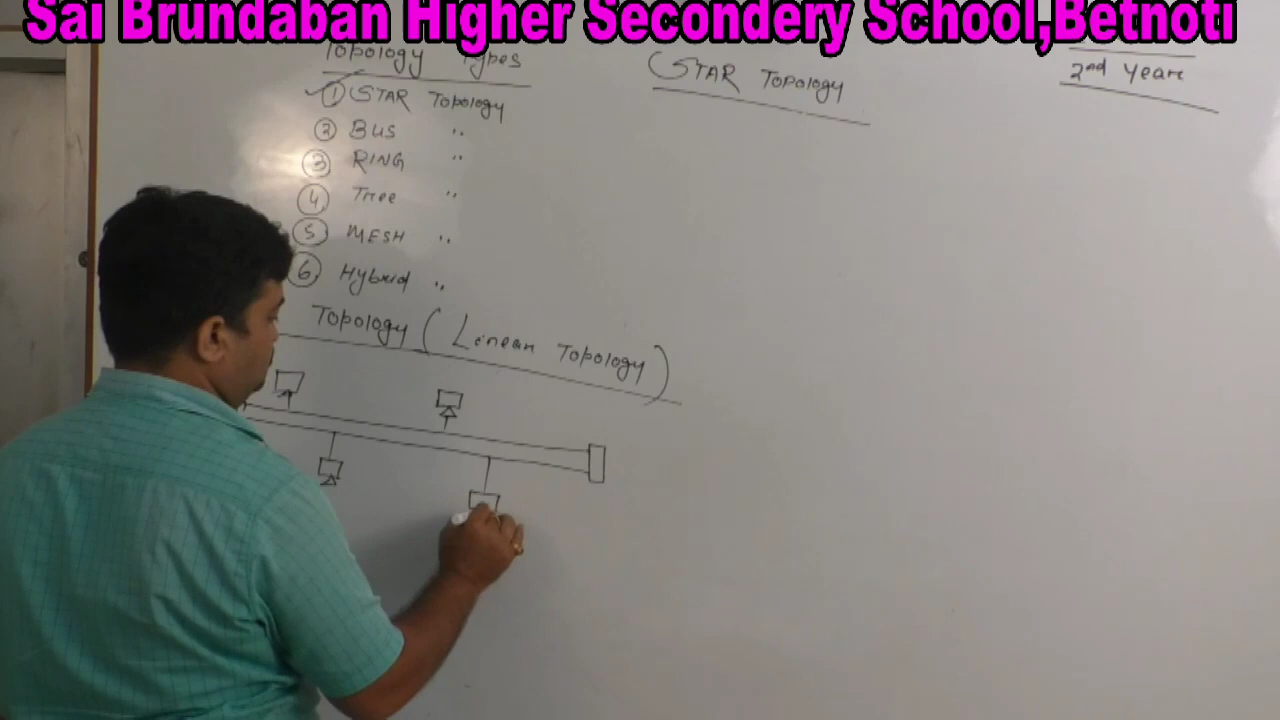 Sai Brundaban Higher Secondery School,Betnoti
Topology Types
① STAR Topology
② BUS "
③ RING "
④ Tree "
⑤ MESH "
⑥ Hybrid "
STAR Topology
2nd Year
Topology (Linear Topology)